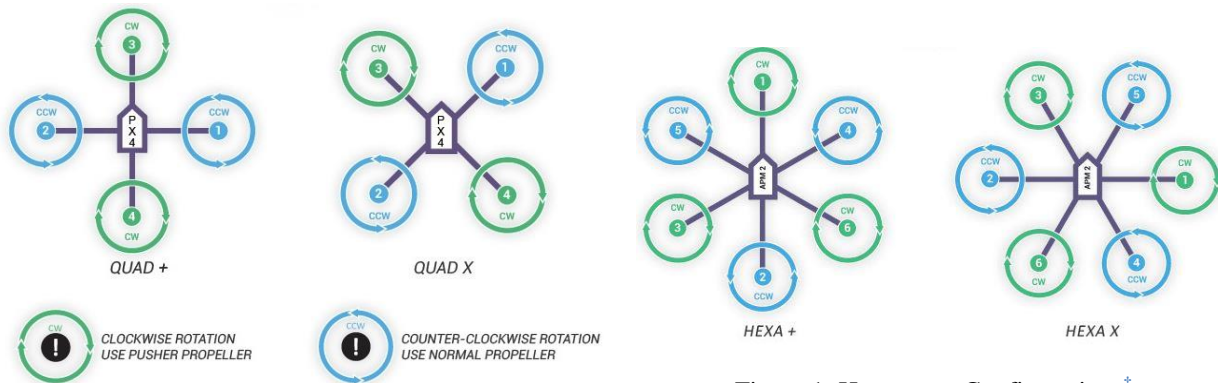 CW
3
CCW
2
P
X
4
CCW
1
4
CW
QUAD +
CW
3
CCW
1
P
X
4
2
CCW
4
CW
QUAD X
CW
1
CCW
5
CCW
4
APM 2
CW
3
CW
6
2
CCW
HEXA +
CW
3
CCW
5
CCW
2
APM 2
CW
1
6
CW
4
CCW
HEXA X
CW
!
CLOCKWISE ROTATION
USE PUSHER PROPELLER
CCW
!
COUNTER-CLOCKWISE ROTATION
USE NORMAL PROPELLER